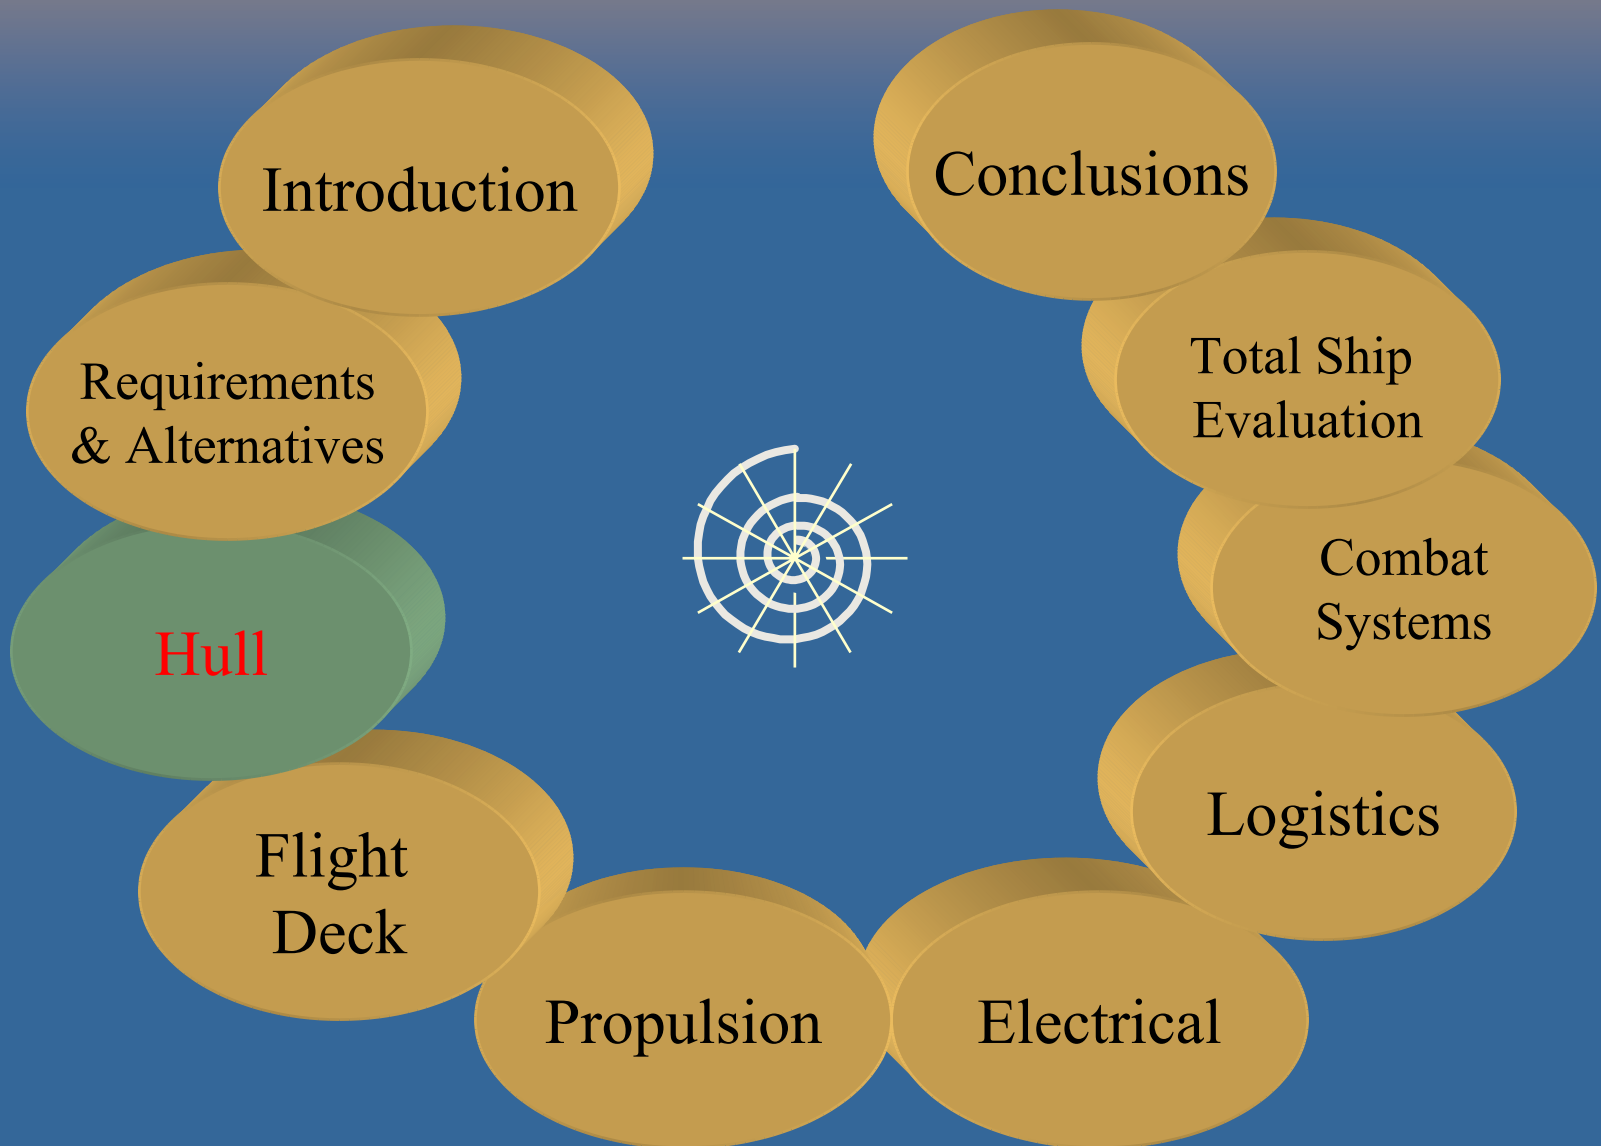 Introduction
Requirements
& Alternatives
Hull
Flight
Deck
Propulsion
Electrical
Logistics
Combat
Systems
Total Ship
Evaluation
Conclusions